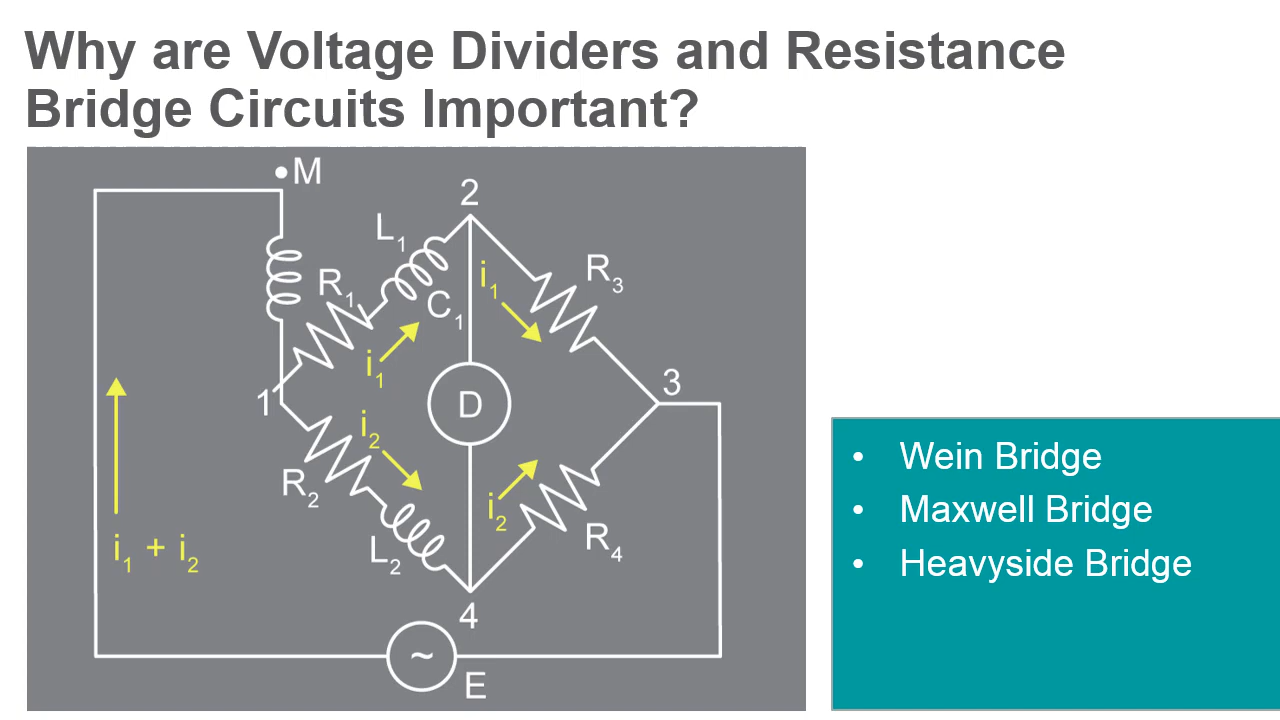 Why are Voltage Dividers and Resistance
Bridge Circuits Important?
•M
2
L1
R3
i1
R1
C1
i1
3
1
D
i2
R2
i2
R4
L2
i1 + i2
4
~
E
• Wein Bridge
• Maxwell Bridge
• Heavyside Bridge